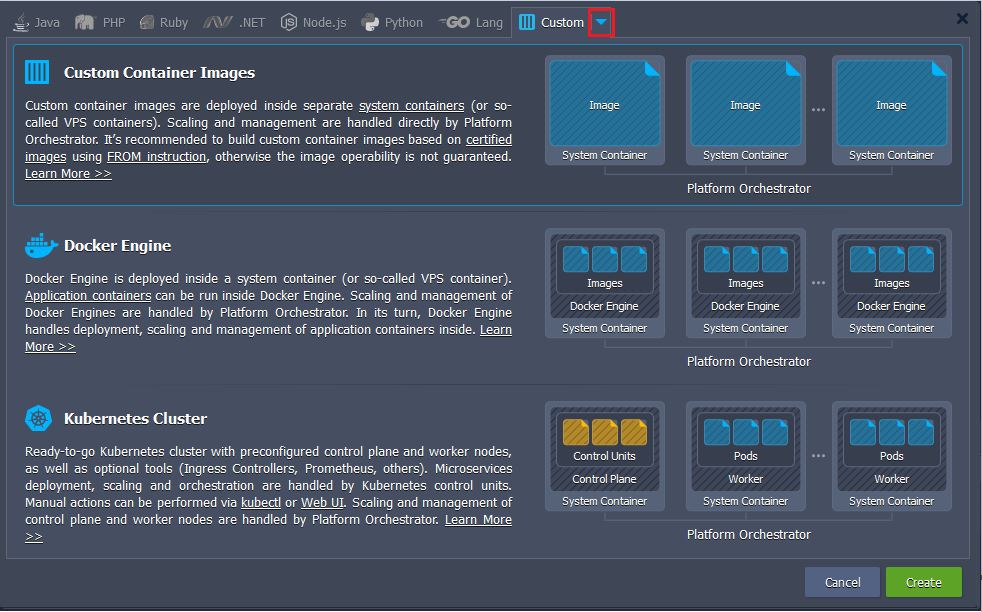 Java PHP Ruby .NET Node.js Python GO Lang Custom
Custom Container Images
Custom container images are deployed inside separate system containers (or so-
called VPS containers). Scaling and management are handled directly by Platform
Orchestrator. It's recommended to build custom container images based on certified
images using FROM instruction, otherwise the image operability is not guaranteed.
Learn More >>
Image Image ... Image
System Container System Container System Container
Platform Orchestrator
Docker Engine
Docker Engine is deployed inside a system container (or so-called VPS container).
Application containers can be run inside Docker Engine. Scaling and management of
Docker Engines are handled by Platform Orchestrator. In its turn, Docker Engine
handles deployment, scaling and management of application containers inside. Learn
More >>
Images Images ... Images
Docker Engine Docker Engine Docker Engine
System Container System Container System Container
Platform Orchestrator
Kubernetes Cluster
Ready-to-go Kubernetes cluster with preconfigured control plane and worker nodes,
as well as optional tools (Ingress Controllers, Prometheus, others). Microservices
deployment, scaling and orchestration are handled by Kubernetes control units.
Manual actions can be performed via kubectl or Web UI. Scaling and management of
control plane and worker nodes are handled by Platform Orchestrator. Learn More
>>
Control Units Pods ... Pods
Control Plane Worker Worker
System Container System Container System Container
Platform Orchestrator
Cancel Create